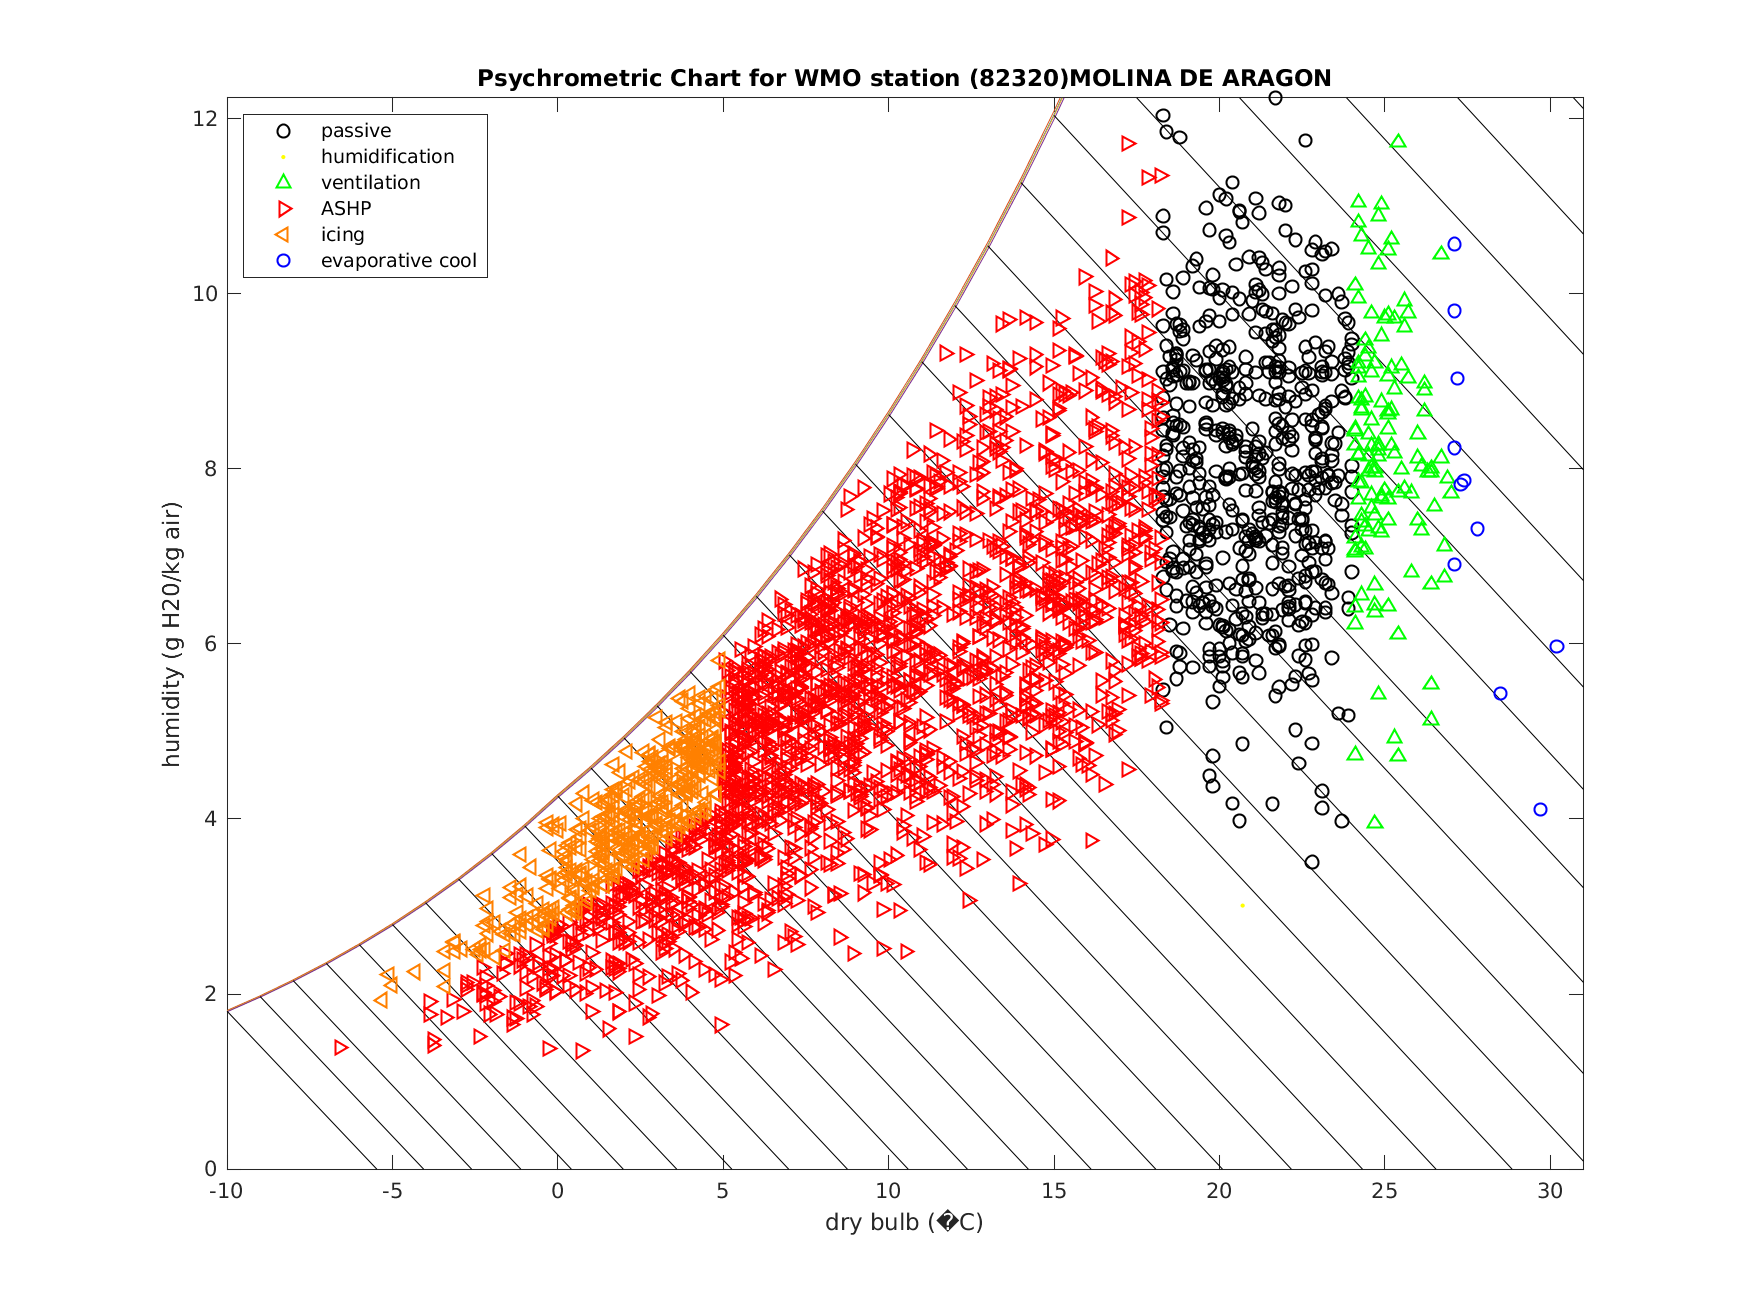 Psychrometric Chart for WMO station (82320)MOLINA DE ARAGON
passive
humidification
ventilation
ASHP
icing
evaporative cool
humidity (g H20/kg air)
12
10
8
6
4
2
0
-10 -5 0 5 10 15 20 25 30
dry bulb (�C)